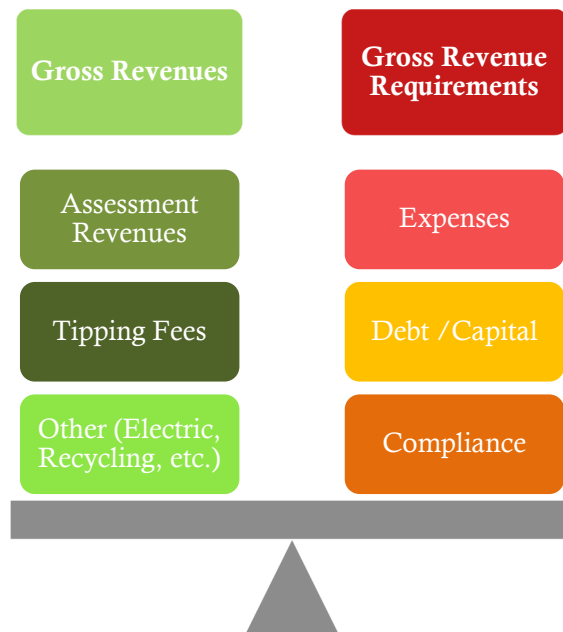 Gross Revenues
Assessment
Revenues
Tipping Fees
Other (Electric,
Recycling, etc.)
Gross Revenue
Requirements
Expenses
Debt /Capital
Compliance